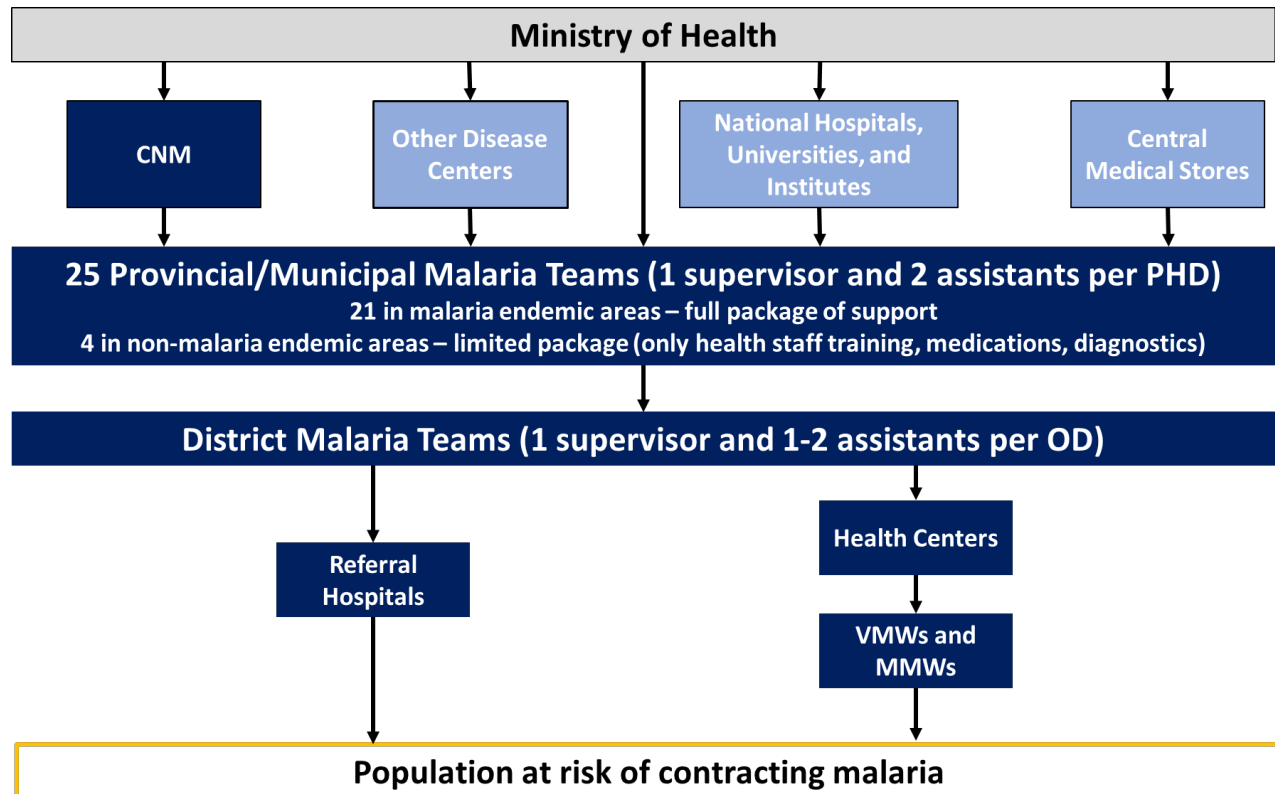 Ministry of Health
CNM
Other Disease
Centers
National Hospitals,
Universities, and
Institutes
Central
Medical Stores
25 Provincial/Municipal Malaria Teams (1 supervisor and 2 assistants per PHD)
21 in malaria endemic areas – full package of support
4 in non-malaria endemic areas – limited package (only health staff training, medications, diagnostics)
District Malaria Teams (1 supervisor and 1-2 assistants per OD)
Referral
Hospitals
Health Centers
VMWs and
MMWs
Population at risk of contracting malaria